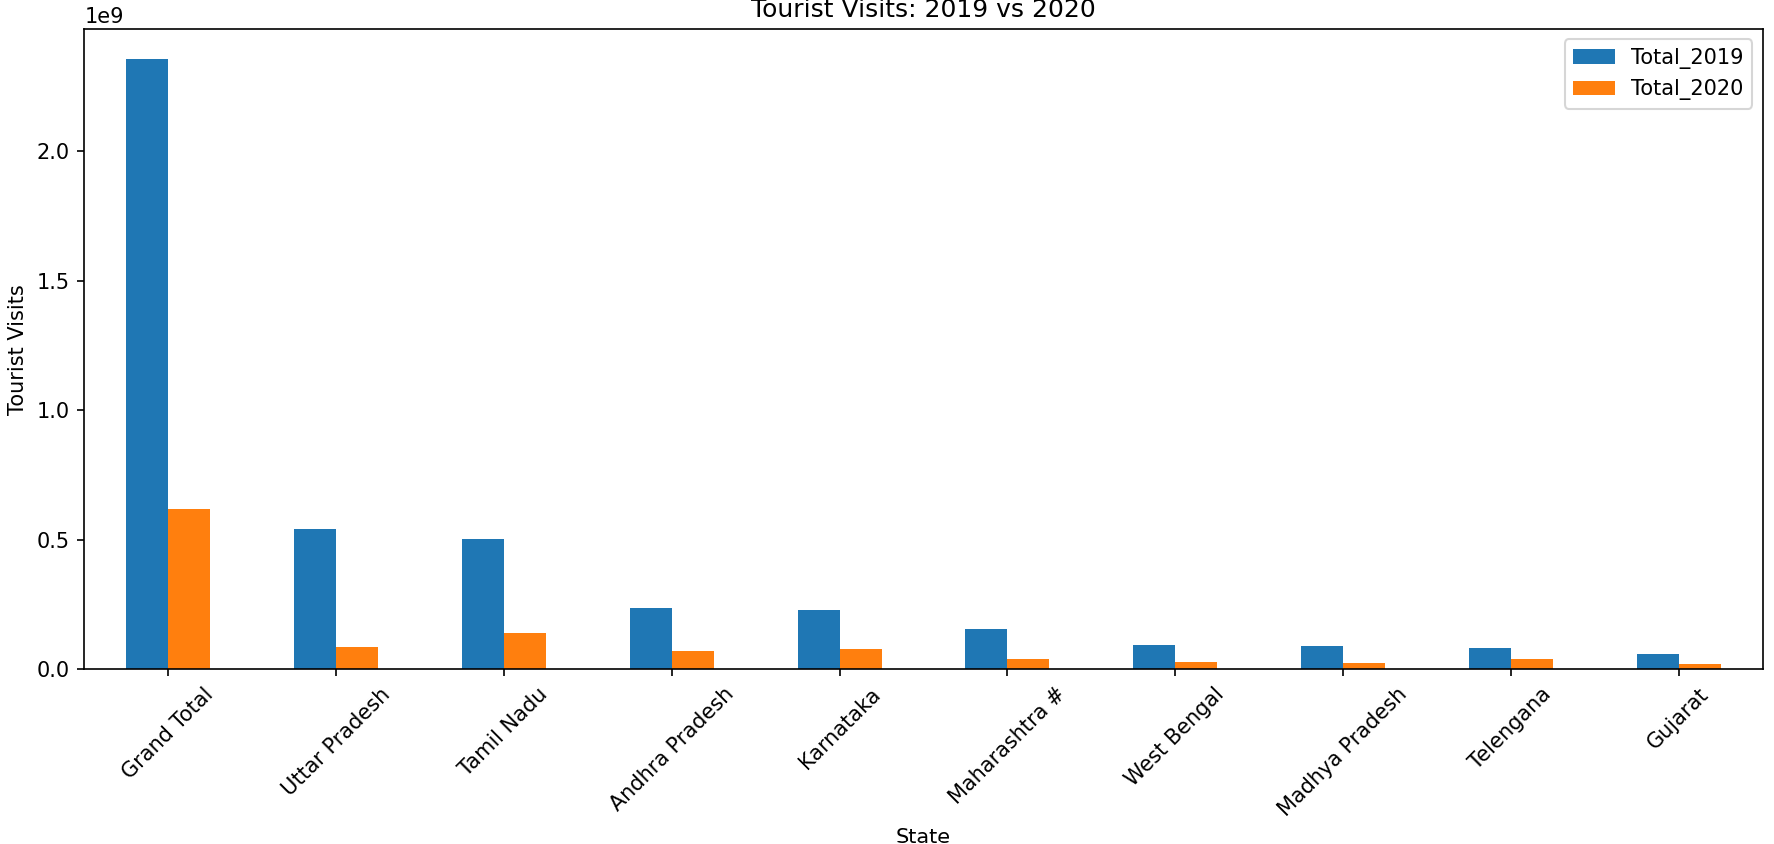 Tourist Visits: 2019 vs 2020
1e9
Total_2019
Total_2020
2.0
1.5
1.0
0.5
0.0
Tourist Visits
Grand Total
Uttar Pradesh
Tamil Nadu
Andhra Pradesh
Karnataka
Maharashtra #
West Bengal
Madhya Pradesh
Telengana
Gujarat
State